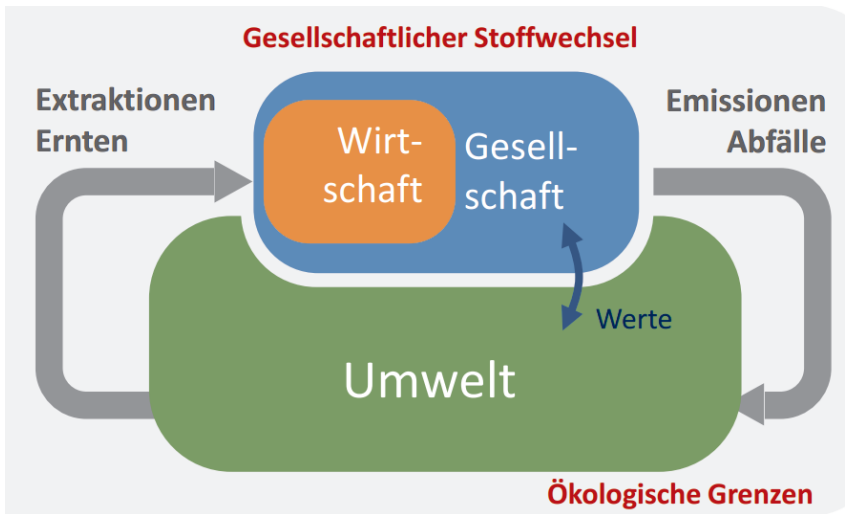 Gesellschaftlicher Stoffwechsel
Extraktionen
Ernten
Wirt-
schaft
Gesell-
schaft
Emissionen
Abfälle
Werte
Umwelt
Ökologische Grenzen